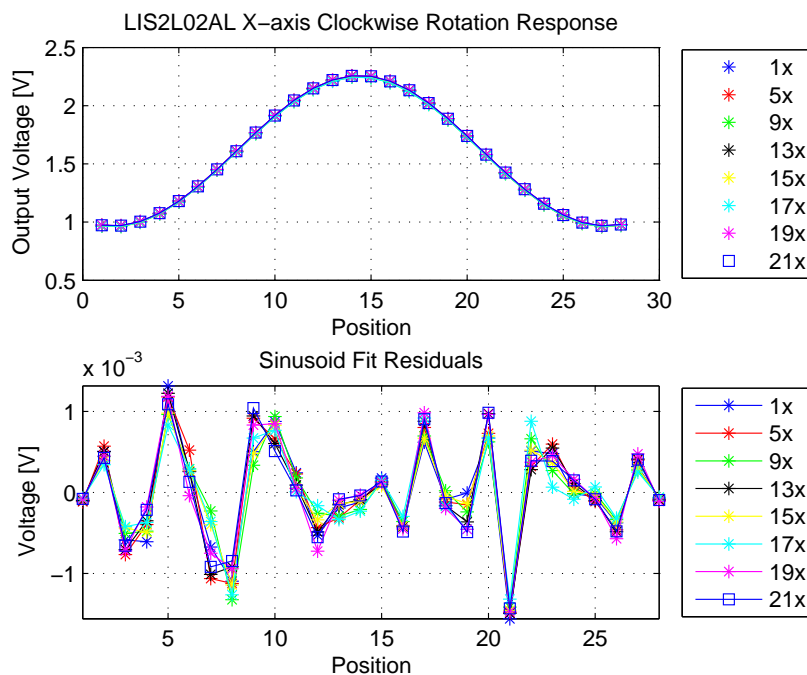 LIS2L02AL X−axis Clockwise Rotation Response
Output Voltage [V]
2.5
2
1.5
1
0.5
0
5
10
15
20
25
30
Position
1x
5x
9x
13x
15x
17x
19x
21x
x 10−3
Sinusoid Fit Residuals
Voltage [V]
1
0
−1
5
10
15
20
25
Position
1x
5x
9x
13x
15x
17x
19x
21x